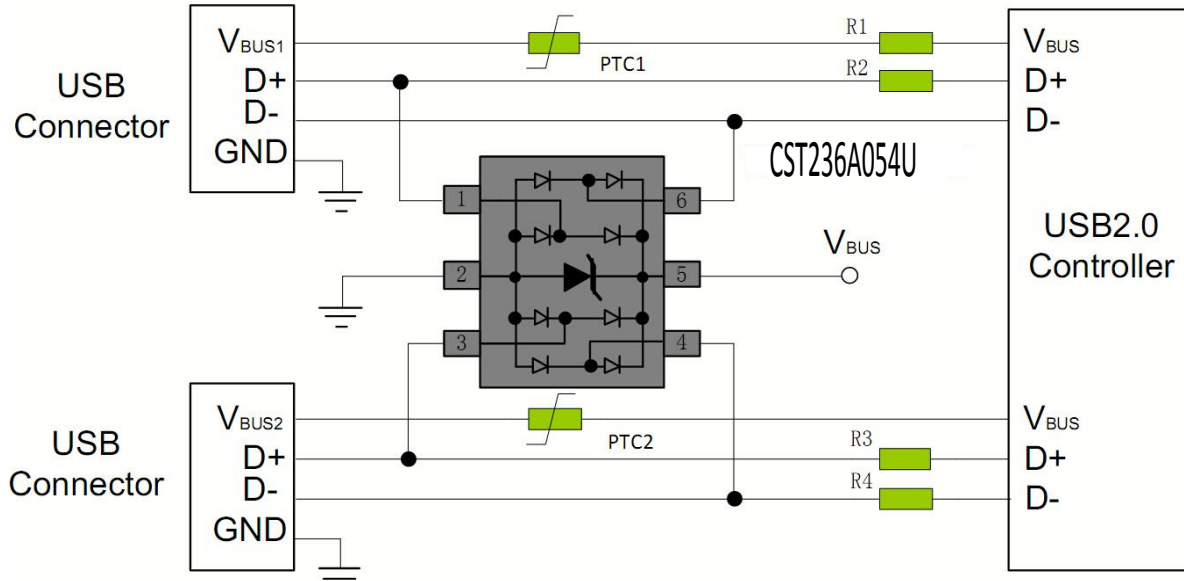 VBUS1
D+
D-
GND
USB
Connector
PTC1
R1
R2
VBUS
D+
D-
CST236A054U
1
2
3
6
5
4
VBUS
USB2.0
Controller
VBUS2
D+
D-
GND
USB
Connector
PTC2
R3
R4
VBUS
D+
D-